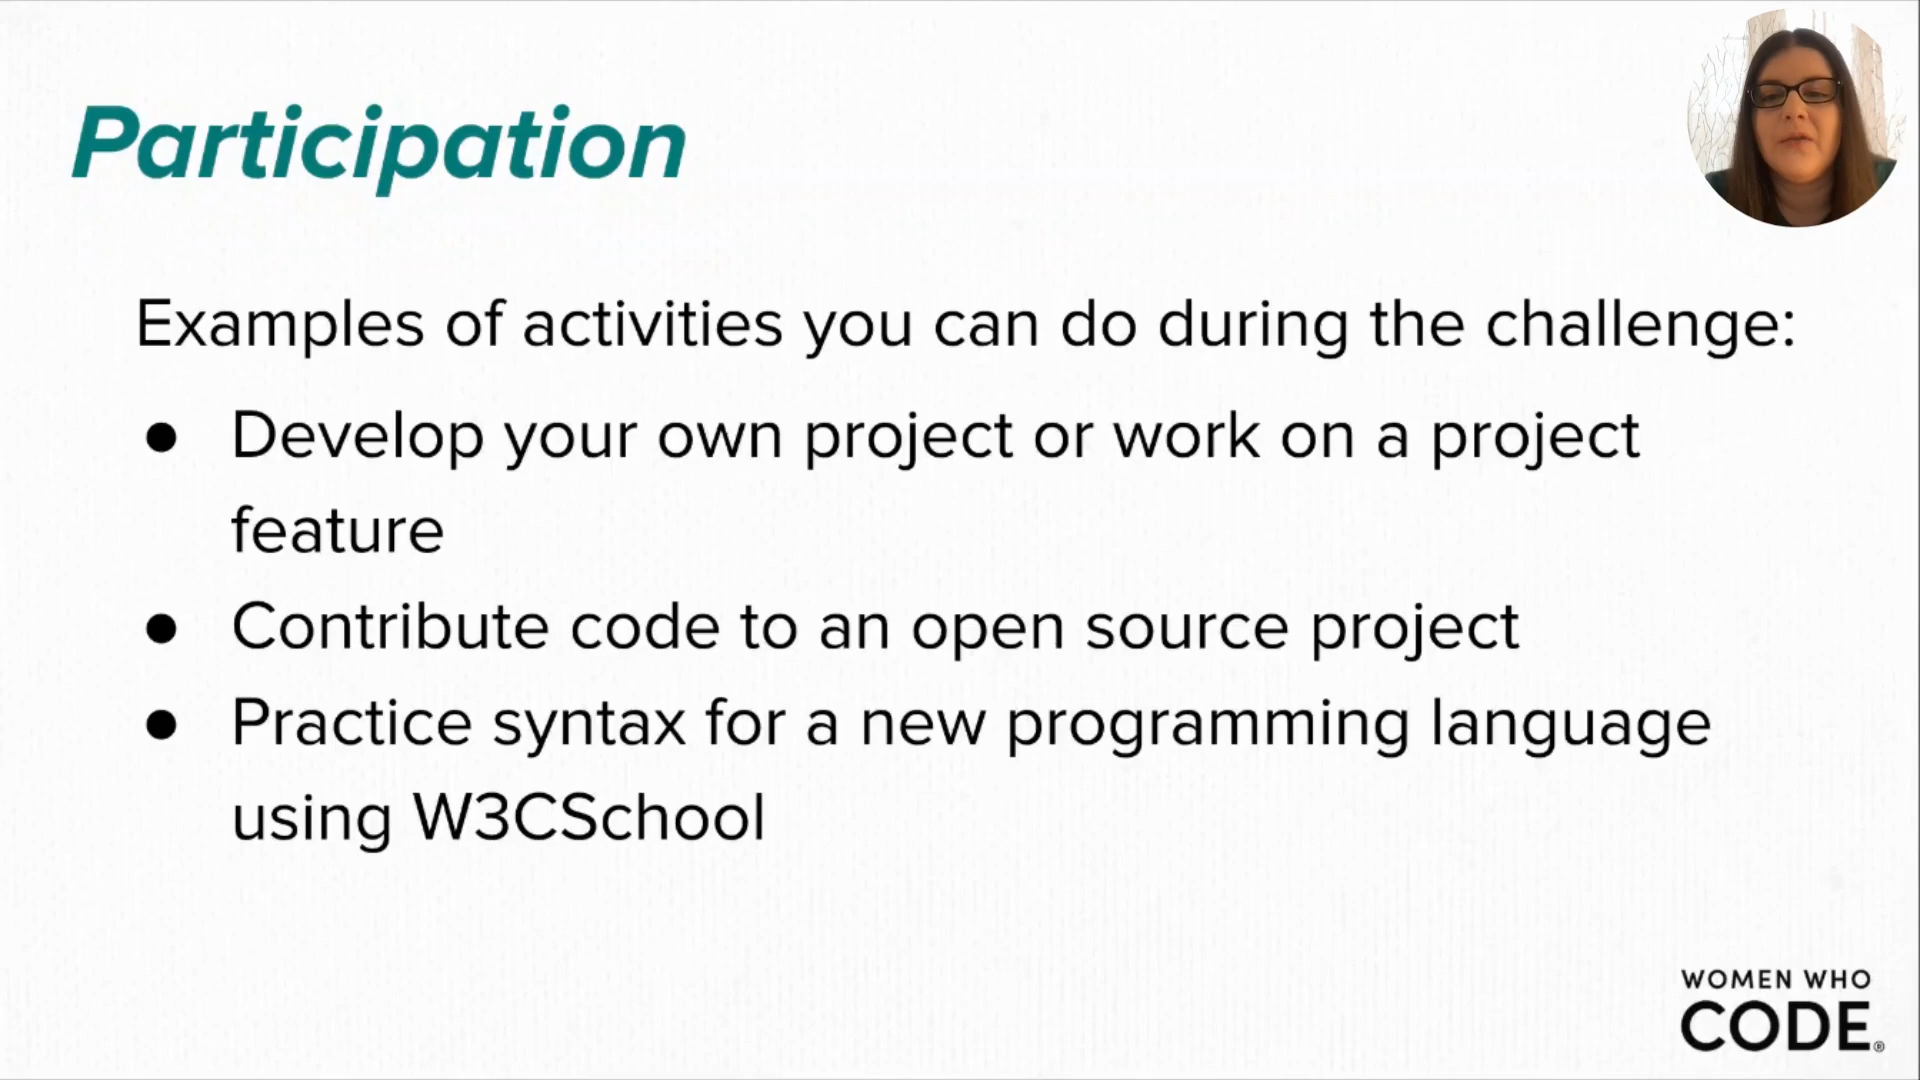 Participation
Examples of activities you can do during the challenge:
● Develop your own project or work on a project
feature
● Contribute code to an open source project
● Practice syntax for a new programming language
using W3CSchool
WOMEN WHO
CODE®